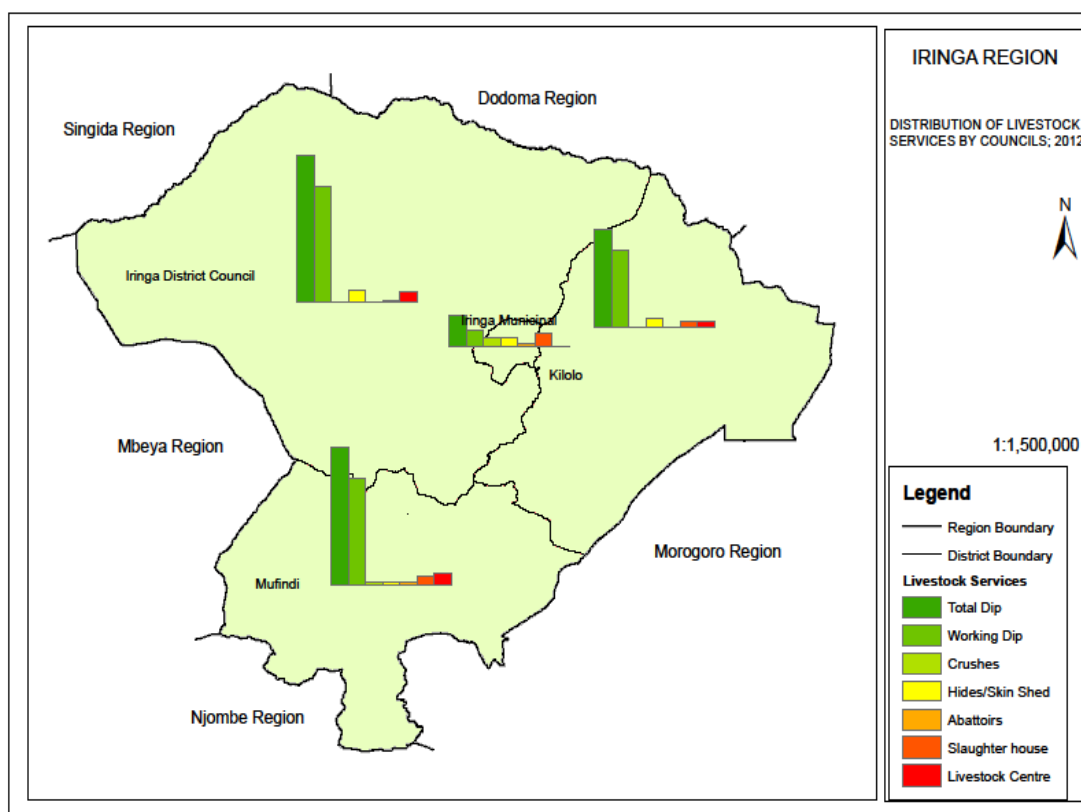 IRINGA REGION
DISTRIBUTION OF LIVESTOCK
SERVICES BY COUNCILS; 2012
N
1:1,500,000
Dodoma Region
Singida Region
Iringa District Council
Iringa Municipal
Kilolo
Mbeya Region
Morogoro Region
Mufindi
Njombe Region
Legend
Region Boundary
District Boundary
Livestock Services
Total Dip
Working Dip
Crushes
Hides/Skin Shed
Abattoirs
Slaughter house
Livestock Centre